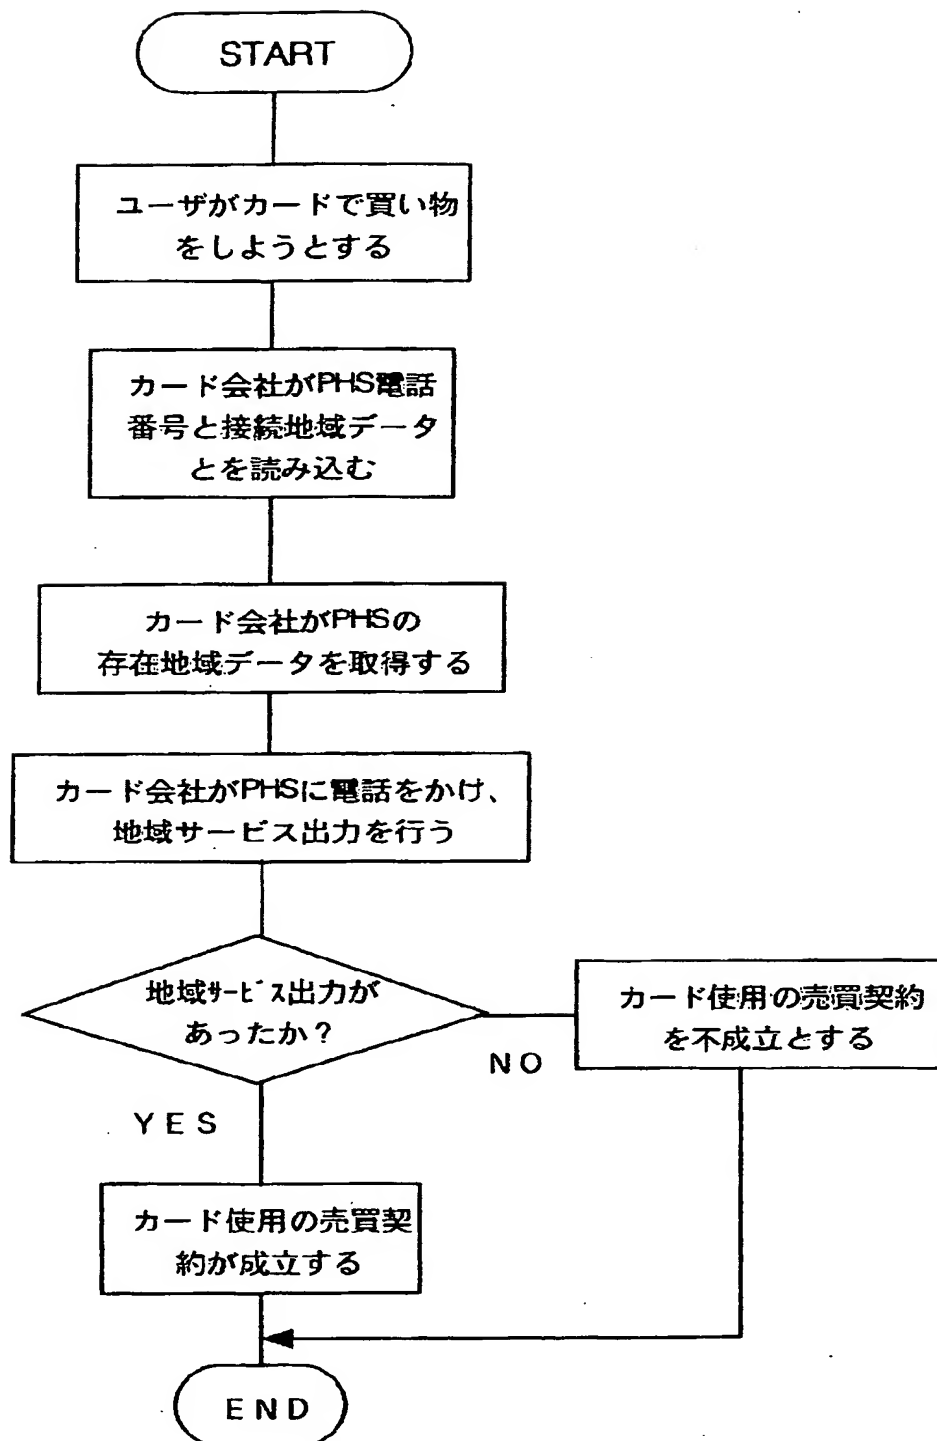 START
ユーザがカードで買い物
をしようとする
カード会社がPHS電話
番号と接続地域データ
とを読み込む
カード会社がPHSの
存在地域データを取得する
カード会社がPHSに電話をかけ、
地域サービス出力を行う
地域ｻｰﾋﾞｽ出力が
あったか？
カード使用の売買契約
を不成立とする
NO
YES
カード使用の売買契
約が成立する
END